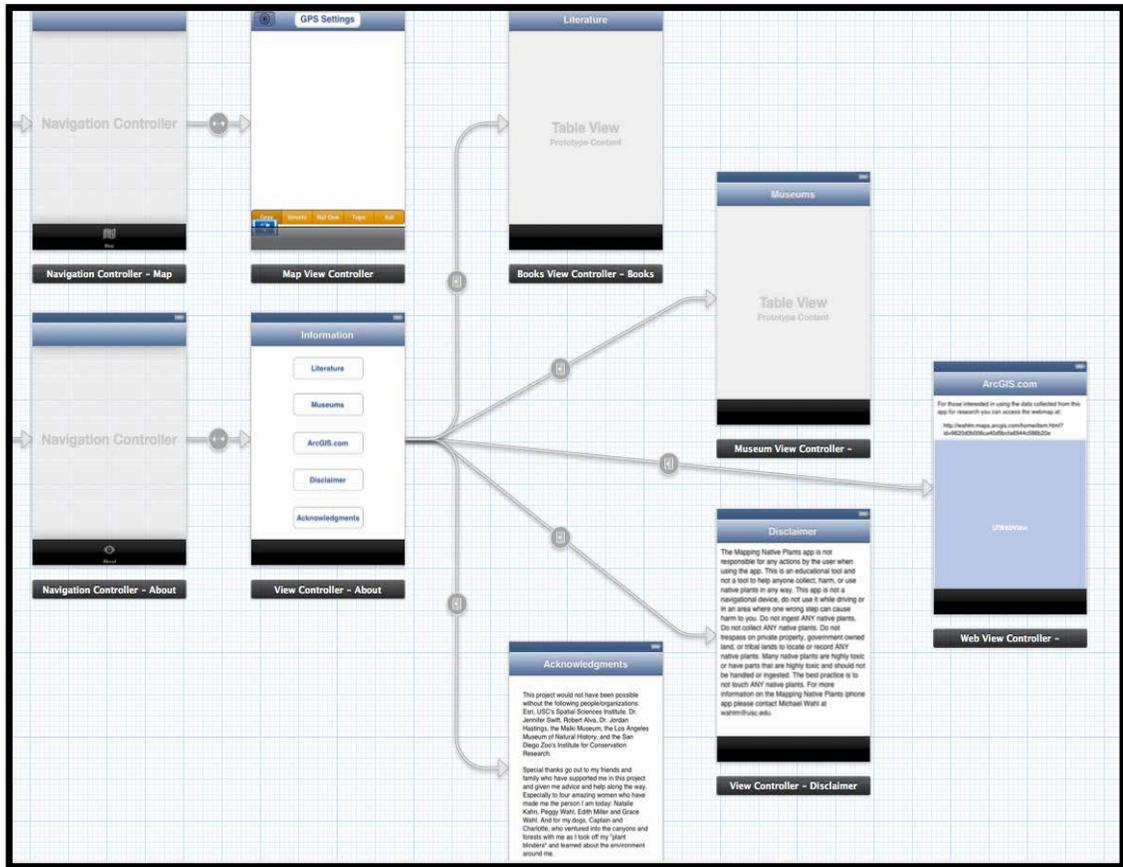 GPS Settings
Literature
Navigation Controller
Table View
Prototype Content
Streets
Nat Geo
Topo
Map
Navigation Controller - Map
Map View Controller
Books View Controller - Books
Museums
Table View
Prototype Content
Museum View Controller -
Information
Literature
Museums
ArcGIS.com
Disclaimer
Acknowledgments
Navigation Controller
About
Navigation Controller - About
View Controller - About
ArcGIS.com
For those interested in using the data collected from this
app for research you can access the webmap at:
UIWebView
Web View Controller -
Disclaimer
The Mapping Native Plants app is not
responsible for any actions by the user when
using the app. This is an educational tool and
not a tool to help anyone collect, harm, or use
native plants in any way. This app is not a
navigational device, do not use it while driving or
in an area where one wrong step can cause
harm to you. Do not ingest ANY native plants.
Do not collect ANY native plants. Do not
trespass on private property, government owned
land, or tribal lands to locate or record ANY
native plants. Many native plants are highly toxic
or have parts that are highly toxic and should not
be handled or ingested. The best practice is to
not touch ANY native plants. For more
information on the Mapping Native Plants iphone
app please contact Michael Wahl at
wahlm@usc.edu.
View Controller - Disclaimer
Acknowledgments
This project would not have been possible
without the following people/organizations:
Esri, USC's Spatial Sciences Institute, Dr.
Jennifer Swift, Robert Alva, Dr. Jordan
Hastings, the Malki Museum, the Los Angeles
Museum of Natural History, and the San
Diego Zoo's Institute for Conservation
Research.
Special thanks go out to my friends and
family who have supported me in this project
and given me advice and help along the way.
Especially to four amazing women who have
made me the person I am today: Natalie
Kahn, Peggy Wahl, Edith Miller and Grace
Wahl. And for my dogs, Captain and
Charlotte, who ventured into the canyons and
forests with me as I took off my "plant
blinders" and learned about the environment
around me.